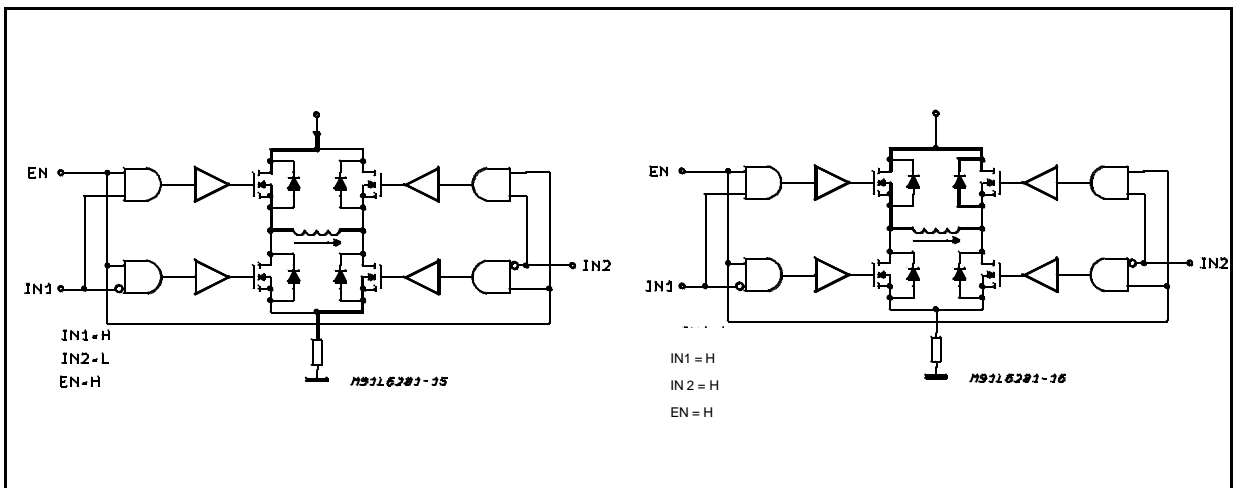 EN
IN1
IN2
IN1=H
IN2=L
EN=H
M91L6281-15
EN
IN1
IN2
IN1 = H
IN 2 = H
EN = H
M91L6281-16